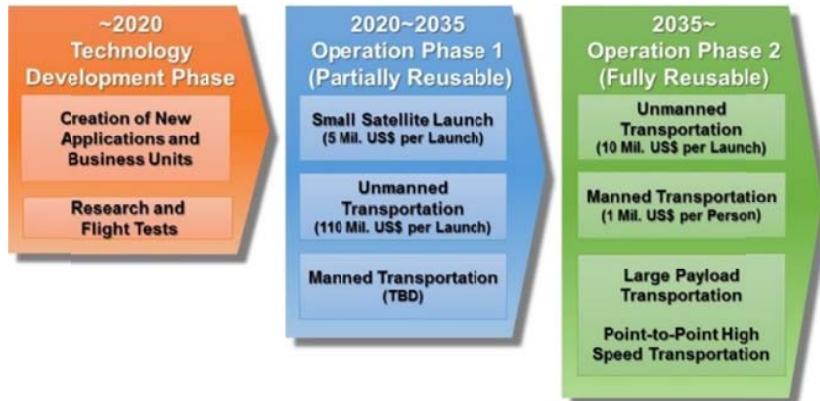 ~2020
Technology
Development Phase
Creation of New
Applications and
Business Units
Research and
Flight Tests
2020~2035
Operation Phase 1
(Partially Reusable)
Small Satellite Launch
(5 Mil. US$ per Launch)
Unmanned
Transportation
(110 Mil. US$ per Launch)
Manned Transportation
(TBD)
2035~
Operation Phase 2
(Fully Reusable)
Unmanned
Transportation
(10 Mil. US$ per Launch)
Manned Transportation
(1 Mil. US$ per Person)
Large Payload
Transportation
Point-to-Point High
Speed Transportation